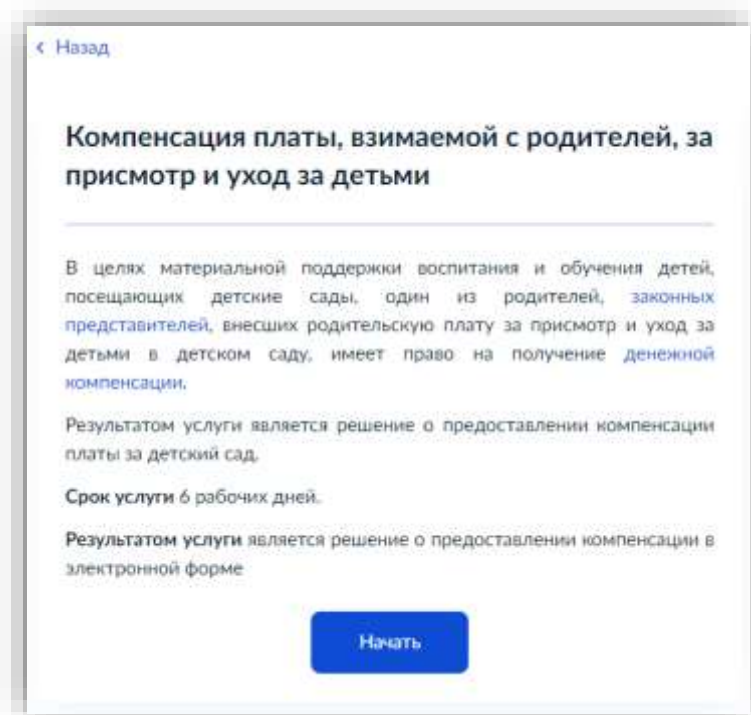 Назад
Компенсация платы, взимаемой с родителей, за
присмотр и уход за детьми
В целях материальной поддержки воспитания и обучения детей,
посещающих детские сады, один из родителей, законных
представителей, внесших родительскую плату за присмотр и уход за
детьми в детском саду, имеет право на получение денежной
компенсации.
Результатом услуги является решение о предоставлении компенсации
платы за детский сад.
Срок услуги 6 рабочих дней.
Результатом услуги является решение о предоставлении компенсации в
электронной форме
Начать